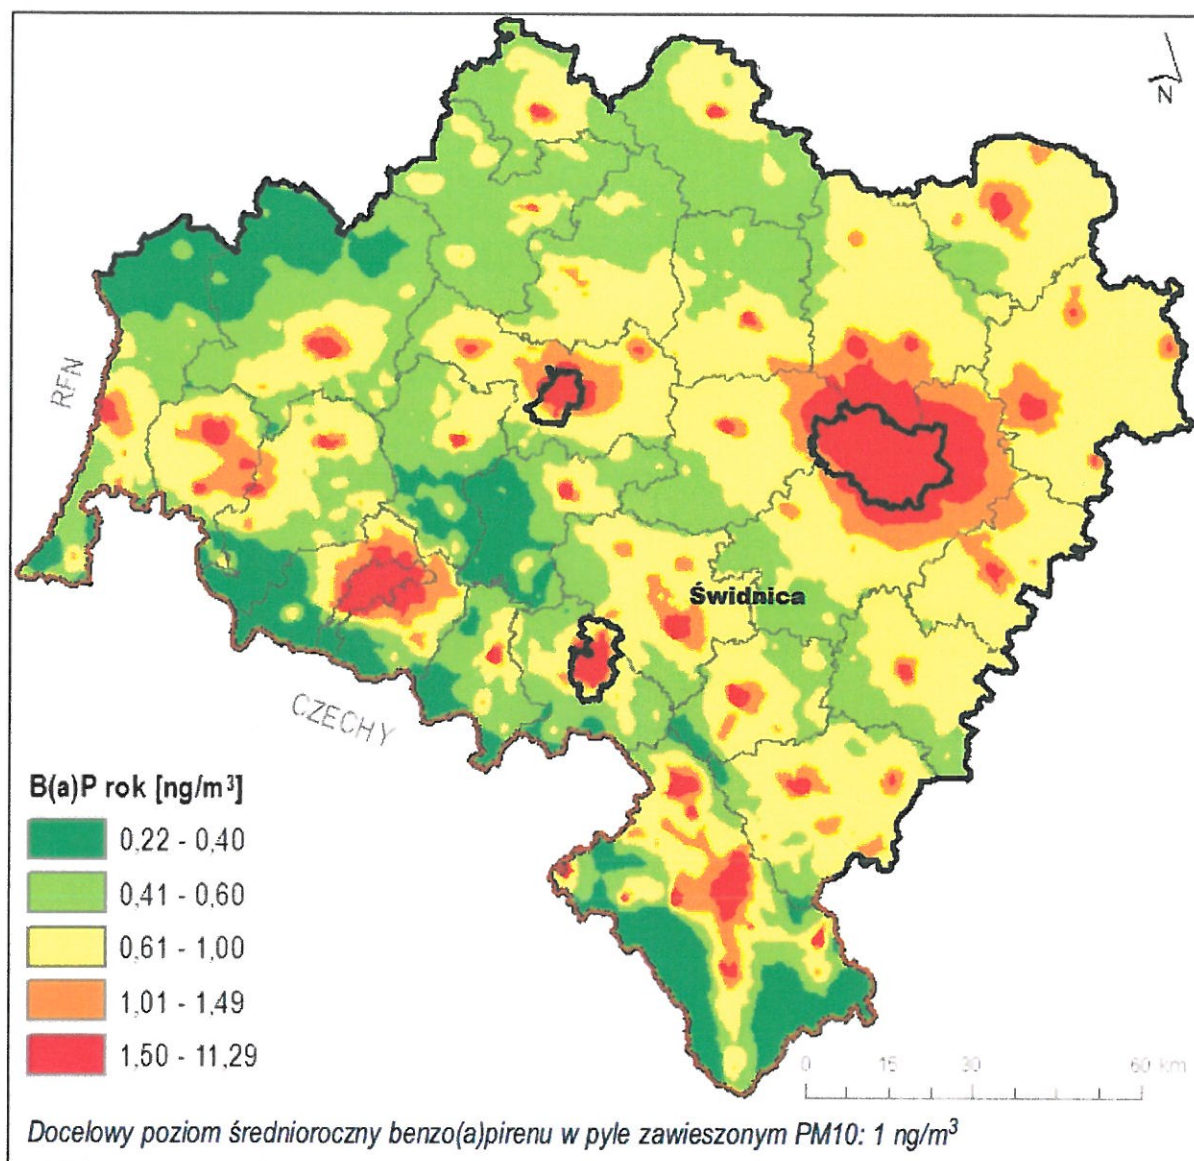 N
RFN
Świdnica
CZECHY
B(a)P rok [ng/m³]
0,22 - 0,40
0,41 - 0,60
0,61 - 1,00
1,01 - 1,49
1,50 - 11,29
0 15 30 60 km
Docelowy poziom średnioroczny benzo(a)pirenu w pyle zawieszonym PM10: 1 ng/m³